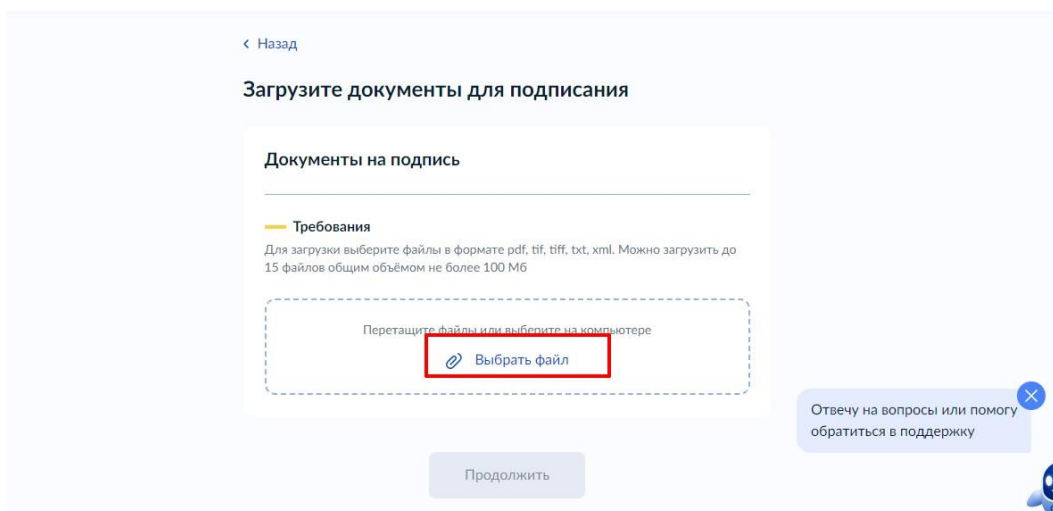 Назад
Загрузите документы для подписания
Документы на подпись
Требования
Для загрузки выберите файлы в формате pdf, tif, tiff, txt, xml. Можно загрузить до
15 файлов общим объёмом не более 100 Мб
Перетащите файлы или выберите на компьютере
Выбрать файл
Отвечу на вопросы или помогу
обратиться в поддержку
Продолжить